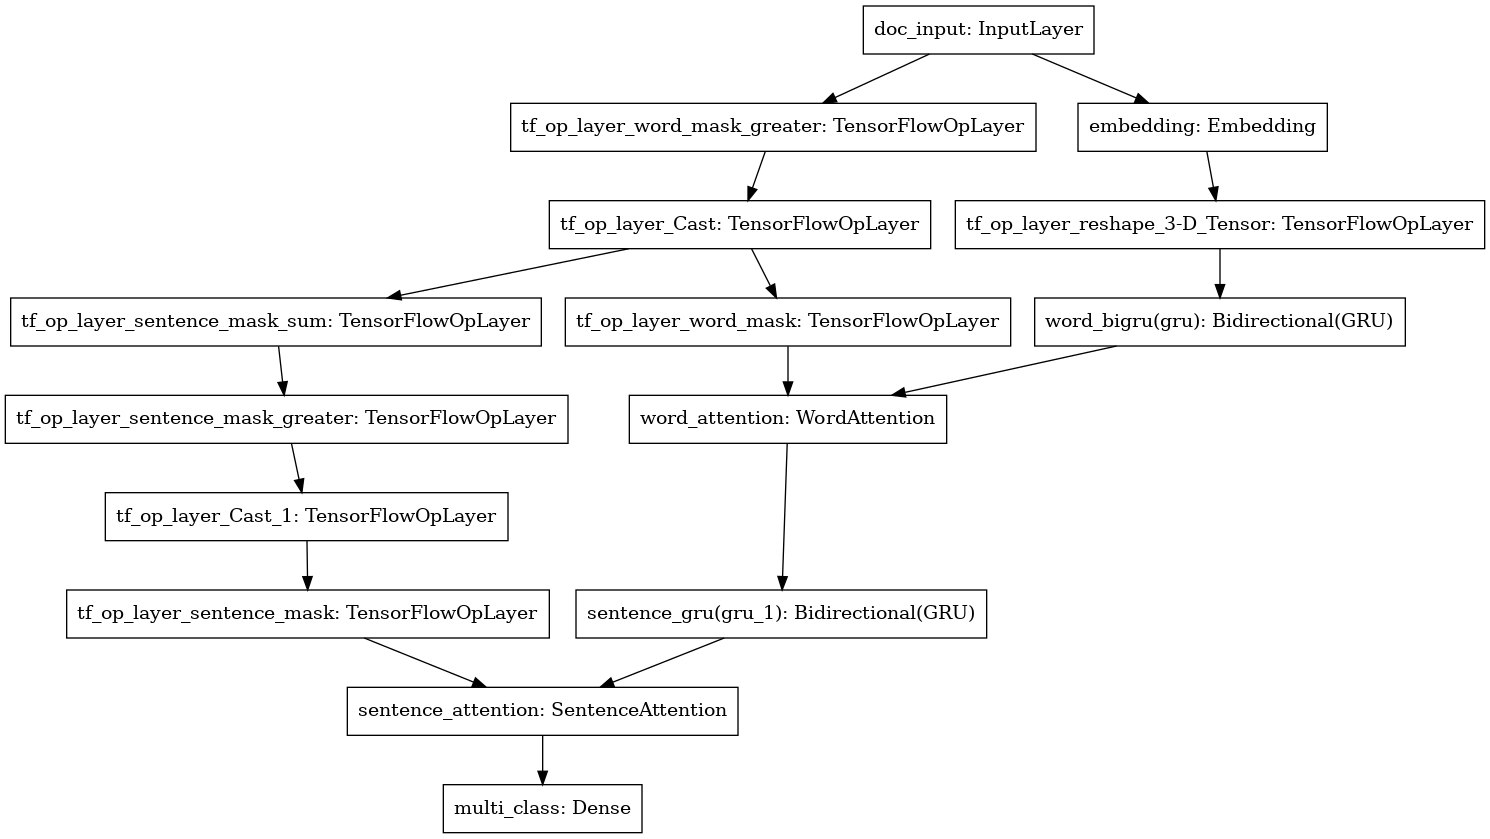 doc_input: InputLayer
tf_op_layer_word_mask_greater: TensorFlowOpLayer
embedding: Embedding
tf_op_layer_Cast: TensorFlowOpLayer
tf_op_layer_reshape_3-D_Tensor: TensorFlowOpLayer
tf_op_layer_sentence_mask_sum: TensorFlowOpLayer
tf_op_layer_word_mask: TensorFlowOpLayer
word_bigru(gru): Bidirectional(GRU)
tf_op_layer_sentence_mask_greater: TensorFlowOpLayer
word_attention: WordAttention
tf_op_layer_Cast_1: TensorFlowOpLayer
tf_op_layer_sentence_mask: TensorFlowOpLayer
sentence_gru(gru_1): Bidirectional(GRU)
sentence_attention: SentenceAttention
multi_class: Dense